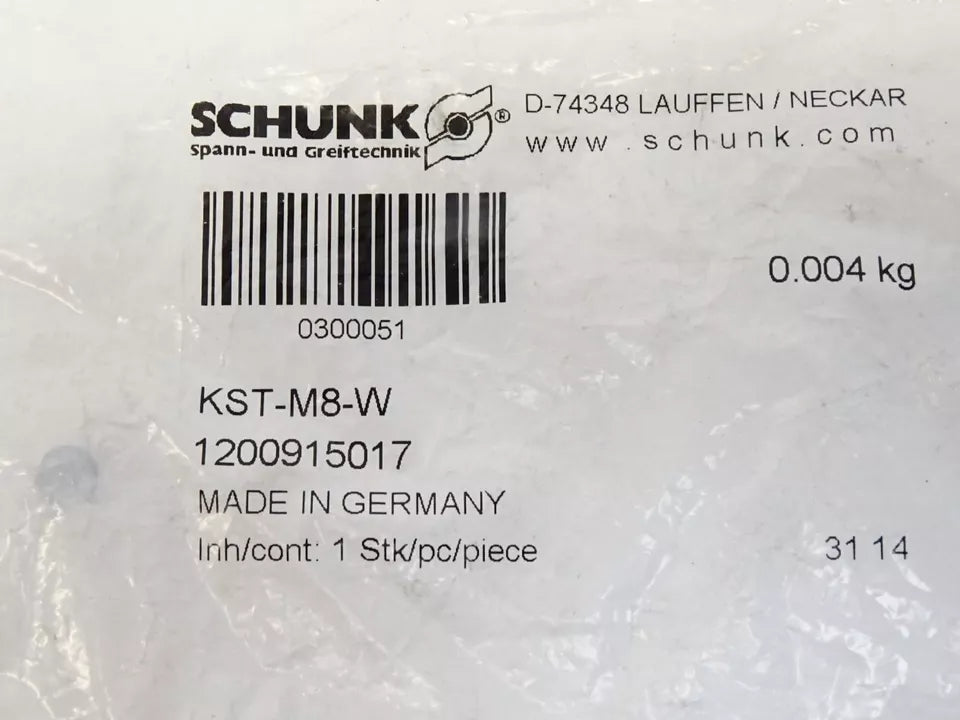 SCHUNK ® D-74348 LAUFFEN / NECKAR
Spann- und Greiftechnik www.schunk.com
0.004 kg
0300051
KST-M8-W
1200915017
MADE IN GERMANY
Inh/cont: 1 Stk/pc/piece 31 14